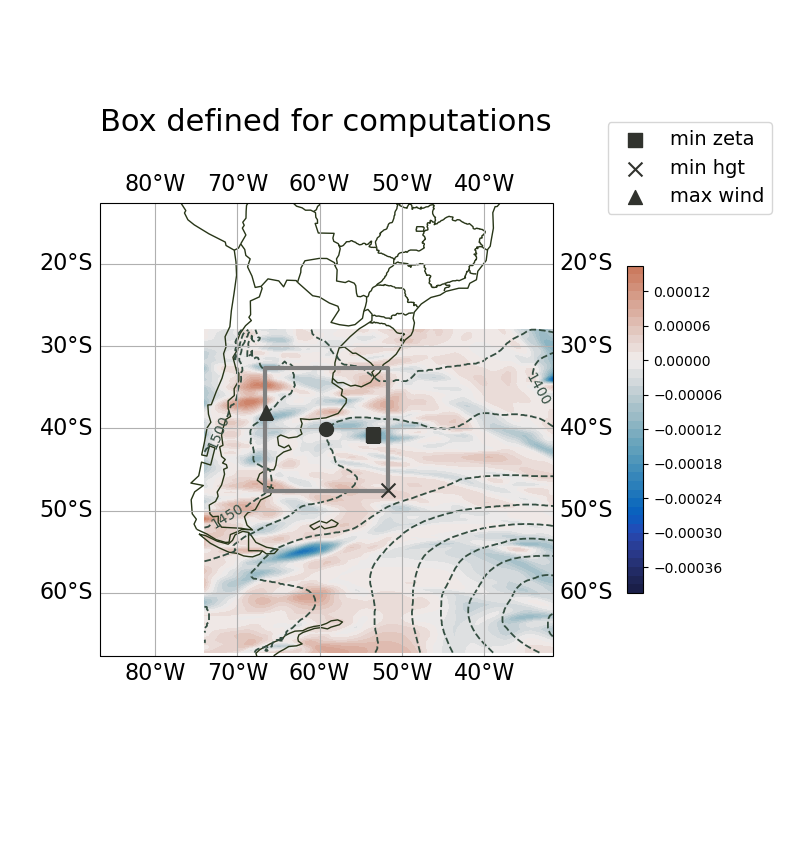 Box defined for computations
min zeta
min hgt
max wind
80°W 70°W 60°W 50°W 40°W
20°S 20°S
30°S 30°S
40°S 40°S
50°S 50°S
60°S 60°S
80°W 70°W 60°W 50°W 40°W
1400
1500
1450
0.00012
0.00006
0.00000
−0.00006
−0.00012
−0.00018
−0.00024
−0.00030
−0.00036